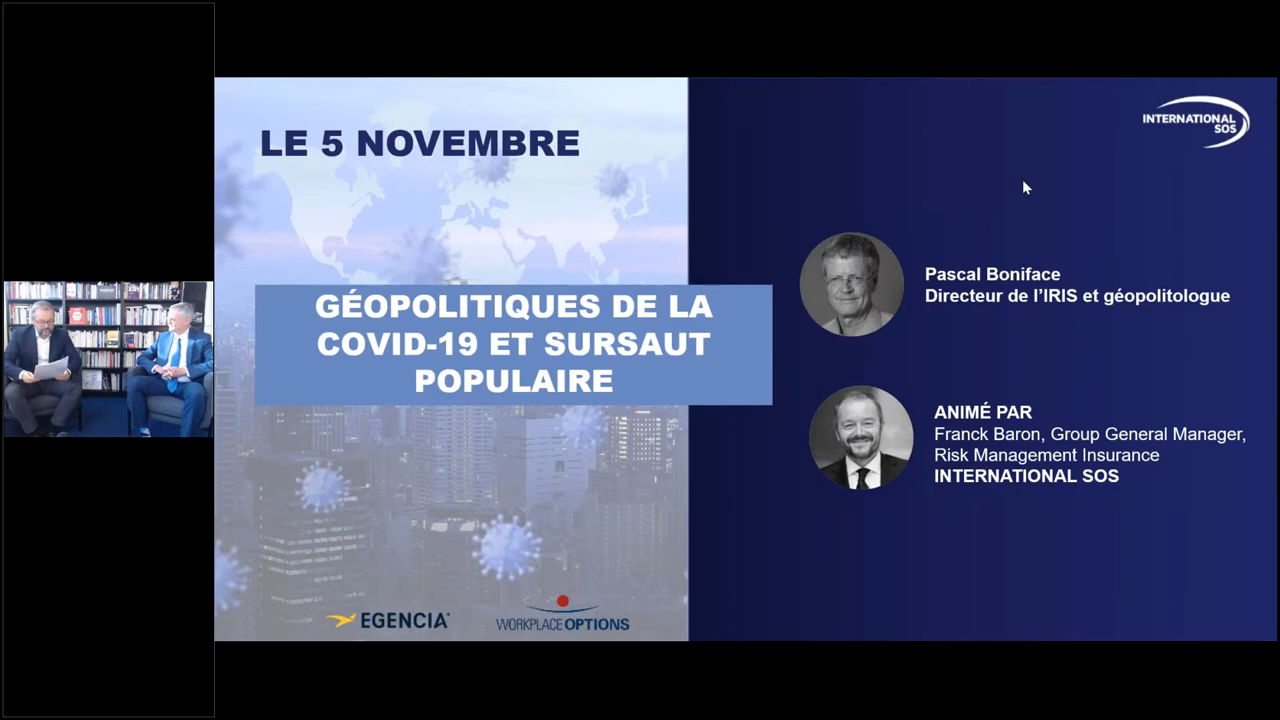 LE 5 NOVEMBRE
GÉOPOLITIQUES DE LA
COVID-19 ET SURSAUT
POPULAIRE
EGENCIA
WORKPLACE OPTIONS
INTERNATIONAL
SOS
Pascal Boniface
Directeur de l'IRIS et géopolitologue
ANIMÉ PAR
Franck Baron, Group General Manager,
Risk Management Insurance
INTERNATIONAL SOS